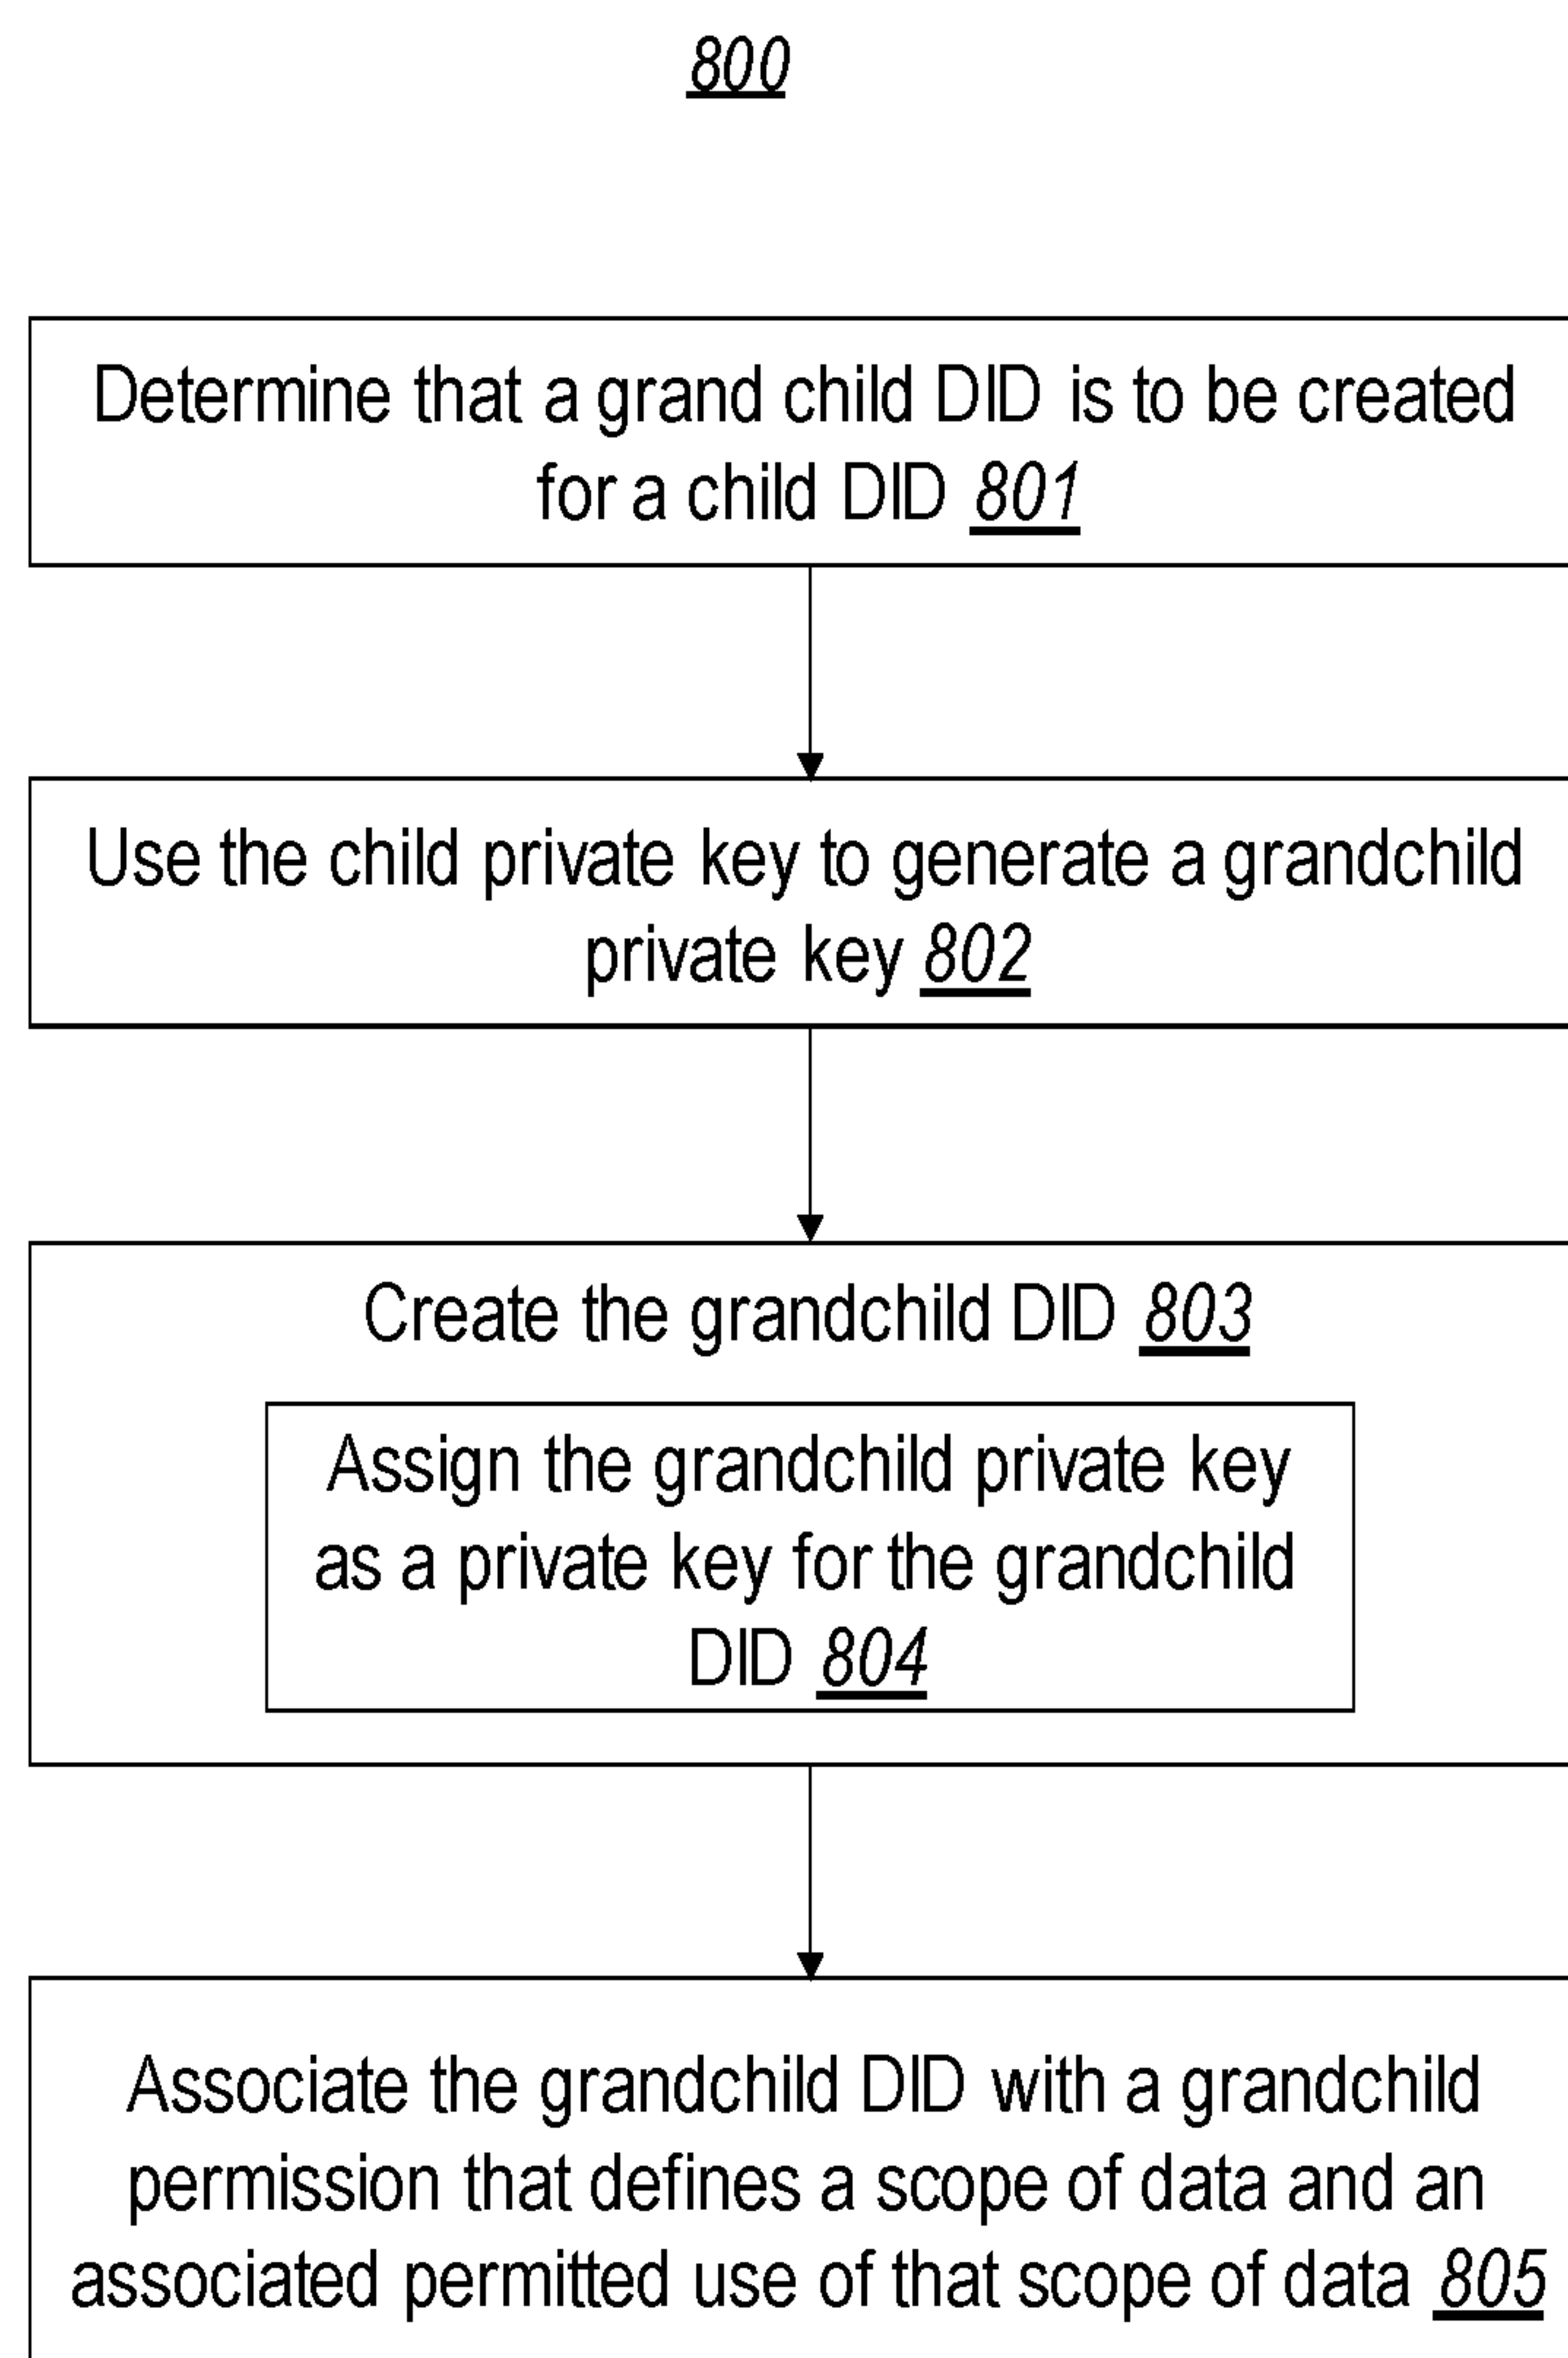 800
Determine that a grand child DID is to be created
for a child DID 801
Use the child private key to generate a grandchild
private key 802
Create the grandchild DID 803
Assign the grandchild private key
as a private key for the grandchild
DID 804
Associate the grandchild DID with a grandchild
permission that defines a scope of data and an
associated permitted use of that scope of data 805